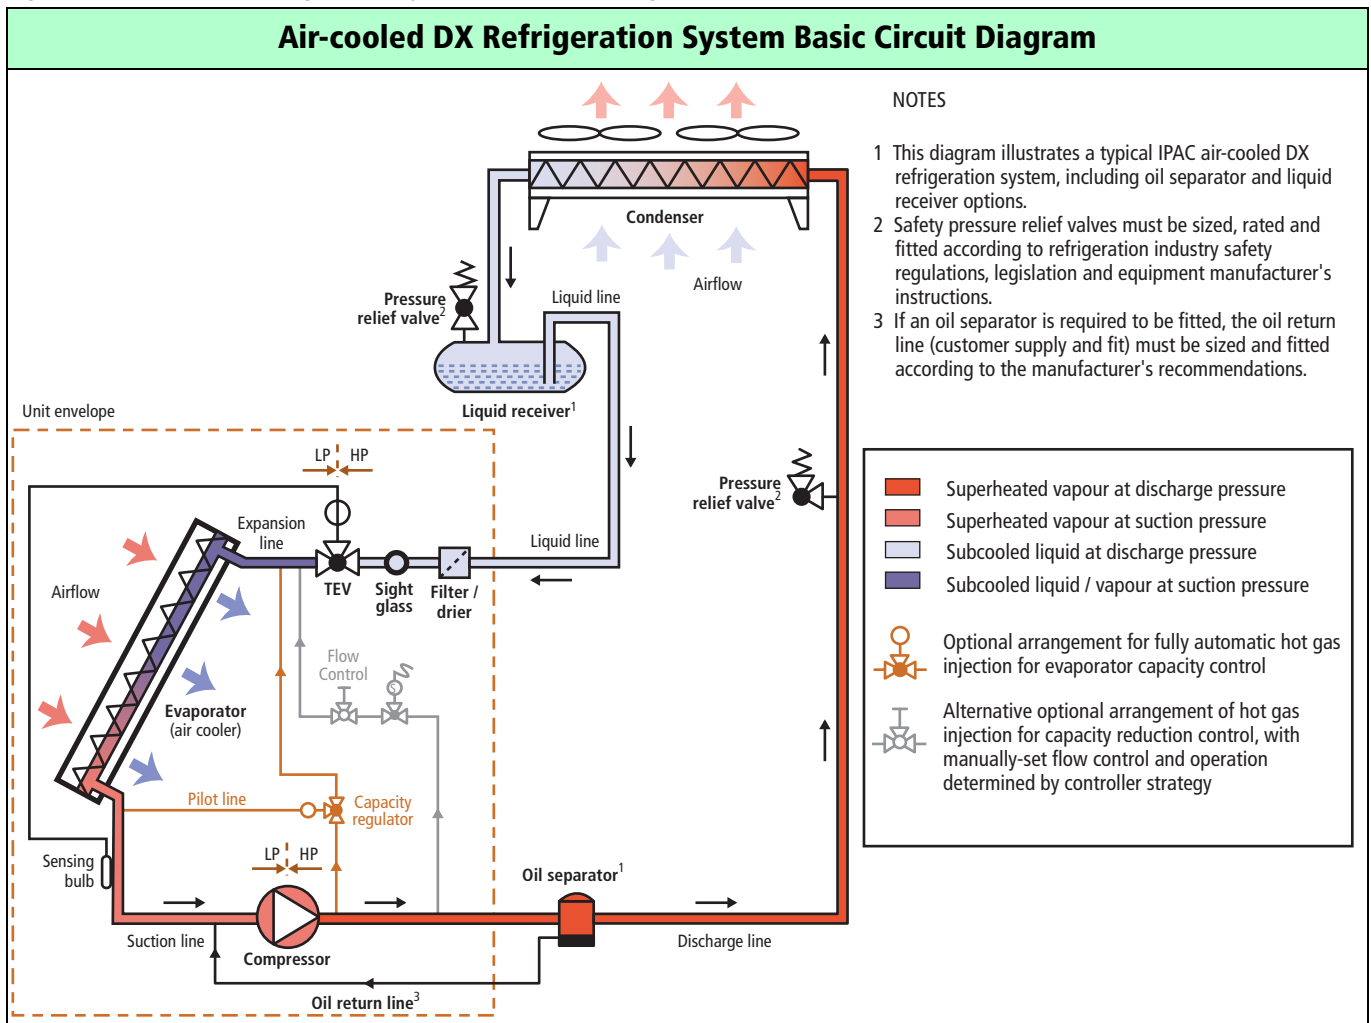 Air-cooled DX Refrigeration System Basic Circuit Diagram
NOTES
1 This diagram illustrates a typical IPAC air-cooled DX
refrigeration system, including oil separator and liquid
receiver options.
2 Safety pressure relief valves must be sized, rated and
fitted according to refrigeration industry safety
regulations, legislation and equipment manufacturer's
instructions.
3 If an oil separator is required to be fitted, the oil return
line (customer supply and fit) must be sized and fitted
according to the manufacturer's recommendations.
Condenser
Airflow
Pressure
relief valve2
Liquid line
Liquid receiver1
Unit envelope
LP HP
Pressure
relief valve2
Expansion
line
Liquid line
TEV
Sight
glass
Filter /
drier
Airflow
Flow
Control
S
Evaporator
(air cooler)
Pilot line
Capacity
regulator
LP HP
Sensing
bulb
Oil separator1
Suction line
Compressor
Discharge line
Oil return line3
Superheated vapour at discharge pressure
Superheated vapour at suction pressure
Subcooled liquid at discharge pressure
Subcooled liquid / vapour at suction pressure
Optional arrangement for fully automatic hot gas
injection for evaporator capacity control
Alternative optional arrangement of hot gas
injection for capacity reduction control, with
manually-set flow control and operation
determined by controller strategy